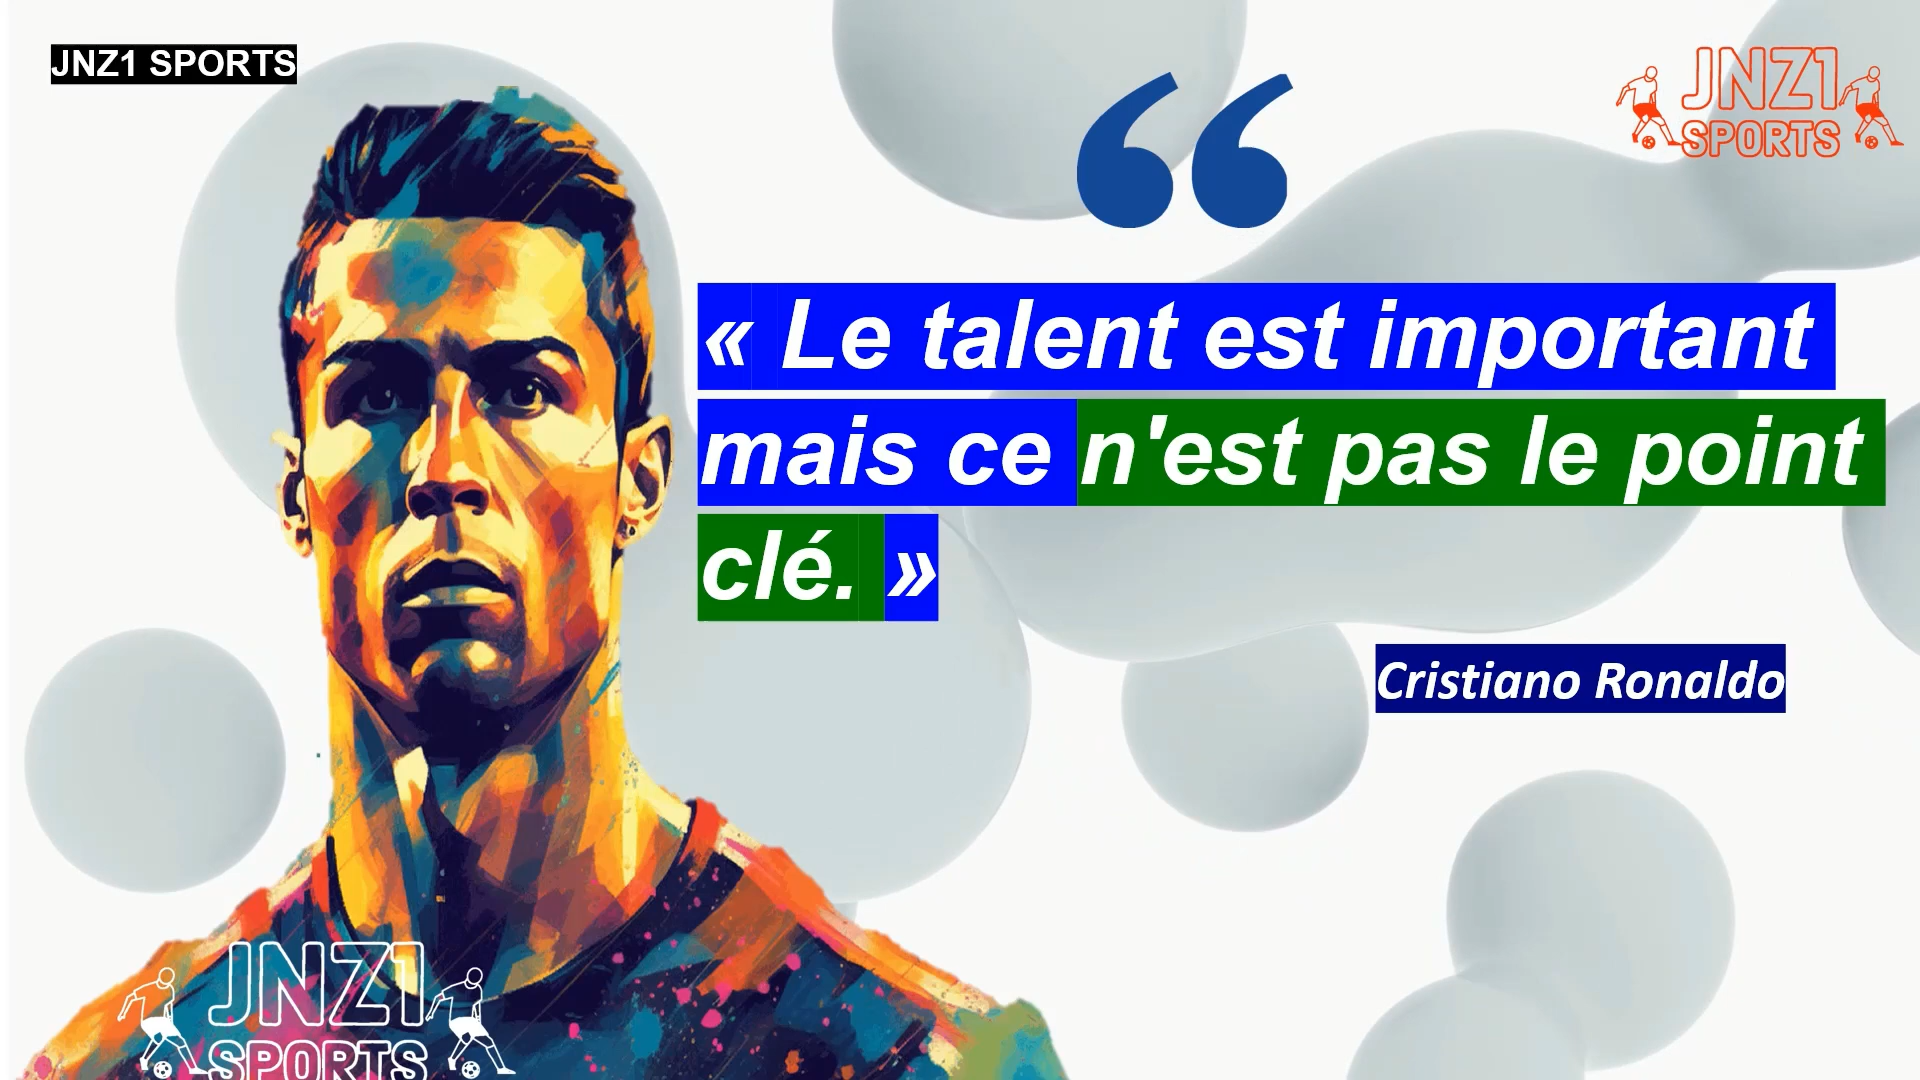 JNZ1 SPORTS
JNZ1
SPORTS
« Le talent est important
mais ce n'est pas le point
clé. »
Cristiano Ronaldo
JNZ1
SPORTS